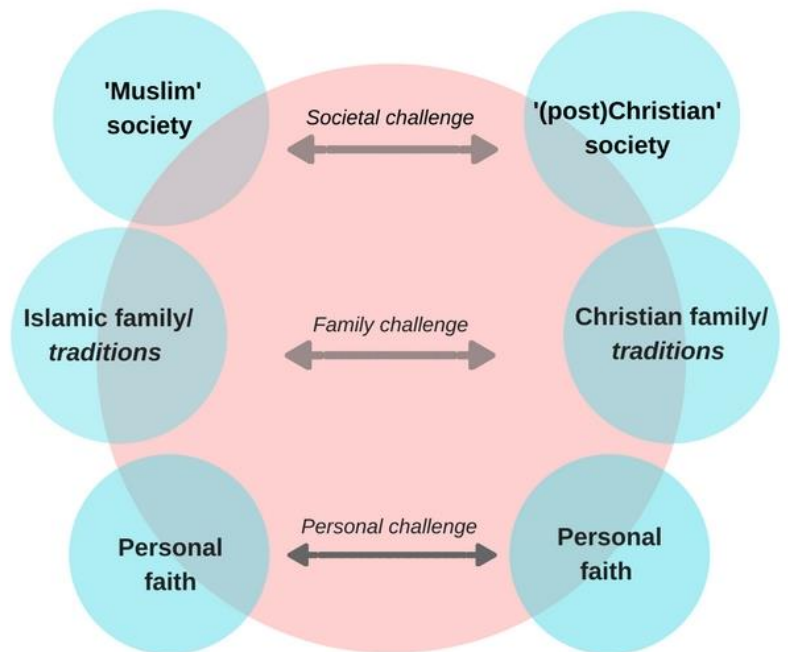 'Muslim'
society
Societal challenge
'(post)Christian'
society
Islamic family/
traditions
Family challenge
Christian family/
traditions
Personal
faith
Personal challenge
Personal
faith